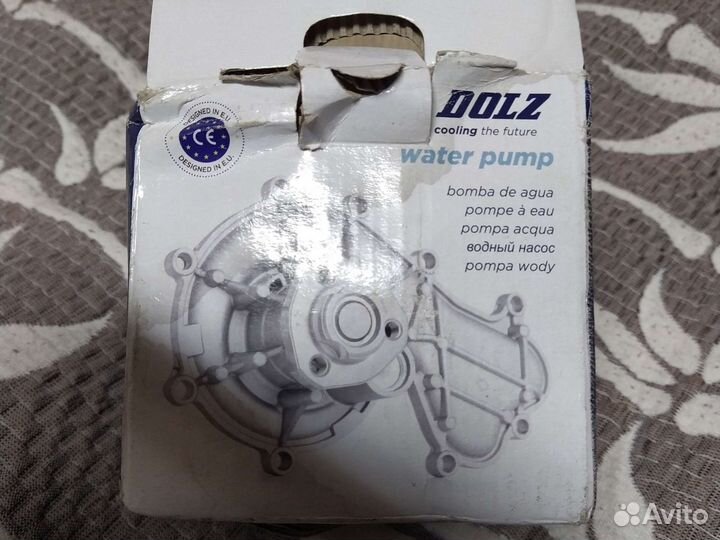 DESIGNED IN E.U.
CE
DESIGNED IN E.U.
DOLZ
cooling the future
water pump
bomba de agua
pompe à eau
pompa acqua
водный насос
pompa wody
Avito